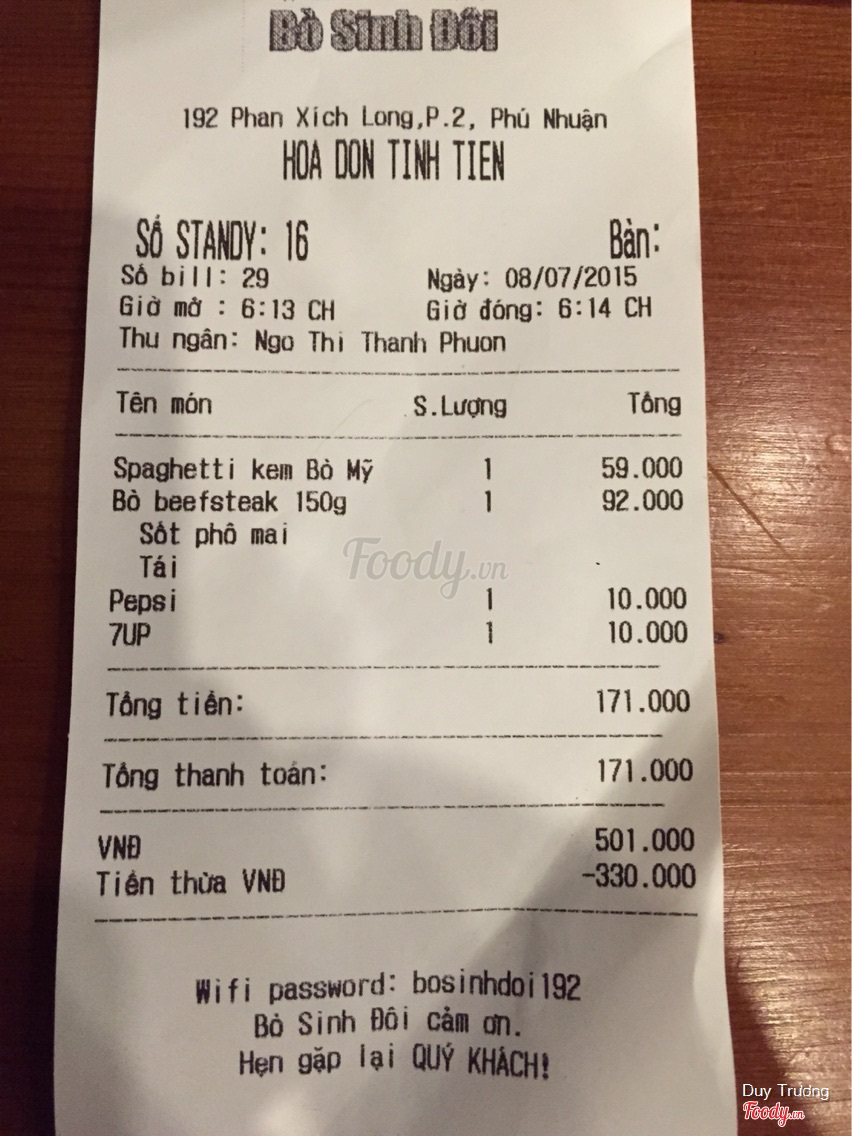 Bò Sinh Đôi
192 Phan Xích Long,P.2, Phú Nhuận
HOA DON TINH TIEN
SỐ STANDY: 16 Bàn:
Số bill: 29 Ngày: 08/07/2015
Giờ mở : 6:13 CH Giờ đóng: 6:14 CH
Thu ngân: Ngo Thi Thanh Phuon
Tên món S.Lượng Tổng
Spaghetti kem Bò Mỹ 1 59.000
Bò beefsteak 150g 1 92.000
Sốt phô mai
Tái
Pepsi 1 10.000
7UP 1 10.000
Tổng tiền: 171.000
Tổng thanh toán: 171.000
VNĐ 501.000
Tiền thừa VNĐ -330.000
Wifi password: bosinhdoi192
Bò Sinh Đôi cảm ơn.
Hẹn gặp lại QUÝ KHÁCH!
Foody.vn
Duy Trương
Foody.vn